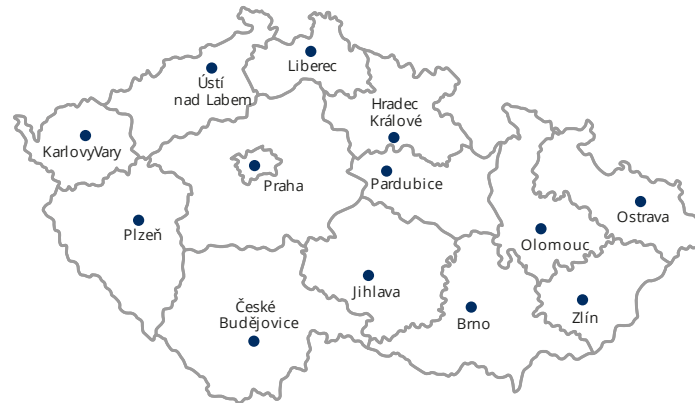 Liberec
Ústí
nad Labem
Hradec
Králové
KarlovyVary
Praha
Pardubice
Plzeň
Olomouc
Ostrava
Jihlava
České
Budějovice
Brno
Zlín